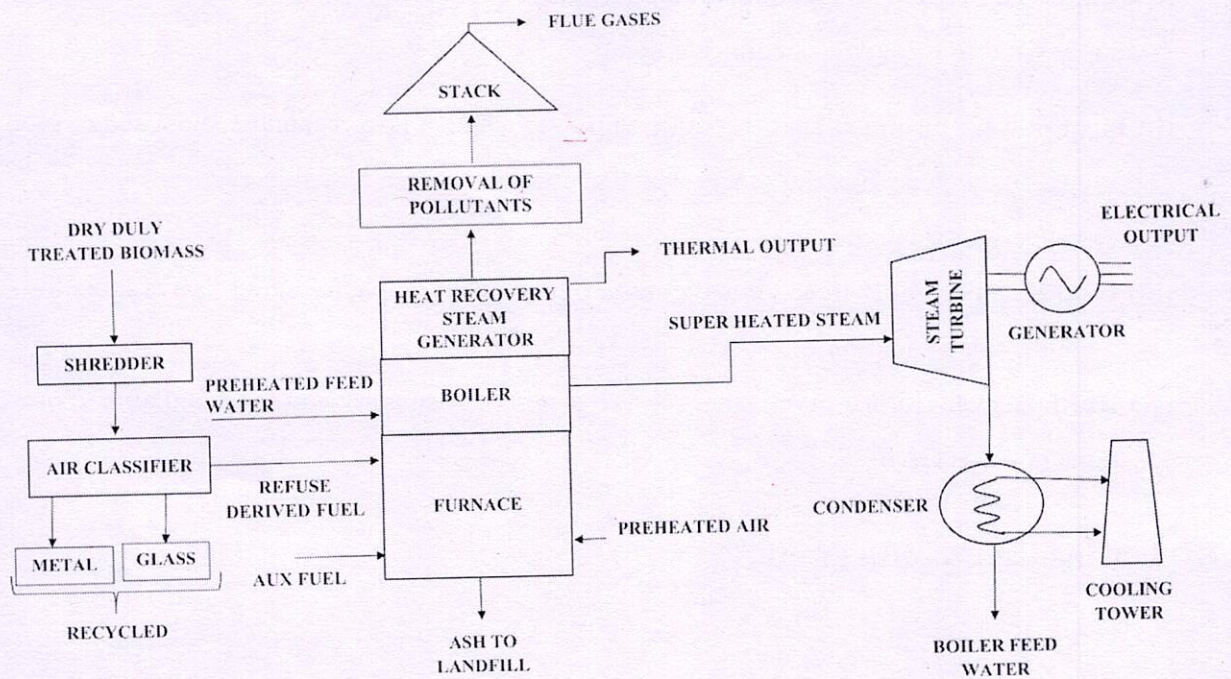 FLUE GASES
STACK
REMOVAL OF
POLLUTANTS
DRY DULY
TREATED BIOMASS
THERMAL OUTPUT
ELECTRICAL
OUTPUT
HEAT RECOVERY
STEAM
GENERATOR
SUPER HEATED STEAM
STEAM
TURBINE
GENERATOR
SHREDDER
PREHEATED FEED
WATER
BOILER
AIR CLASSIFIER
REFUSE
DERIVED FUEL
FURNACE
CONDENSER
PREHEATED AIR
METAL
GLASS
AUX FUEL
COOLING
TOWER
RECYCLED
ASH TO
LANDFILL
BOILER FEED
WATER